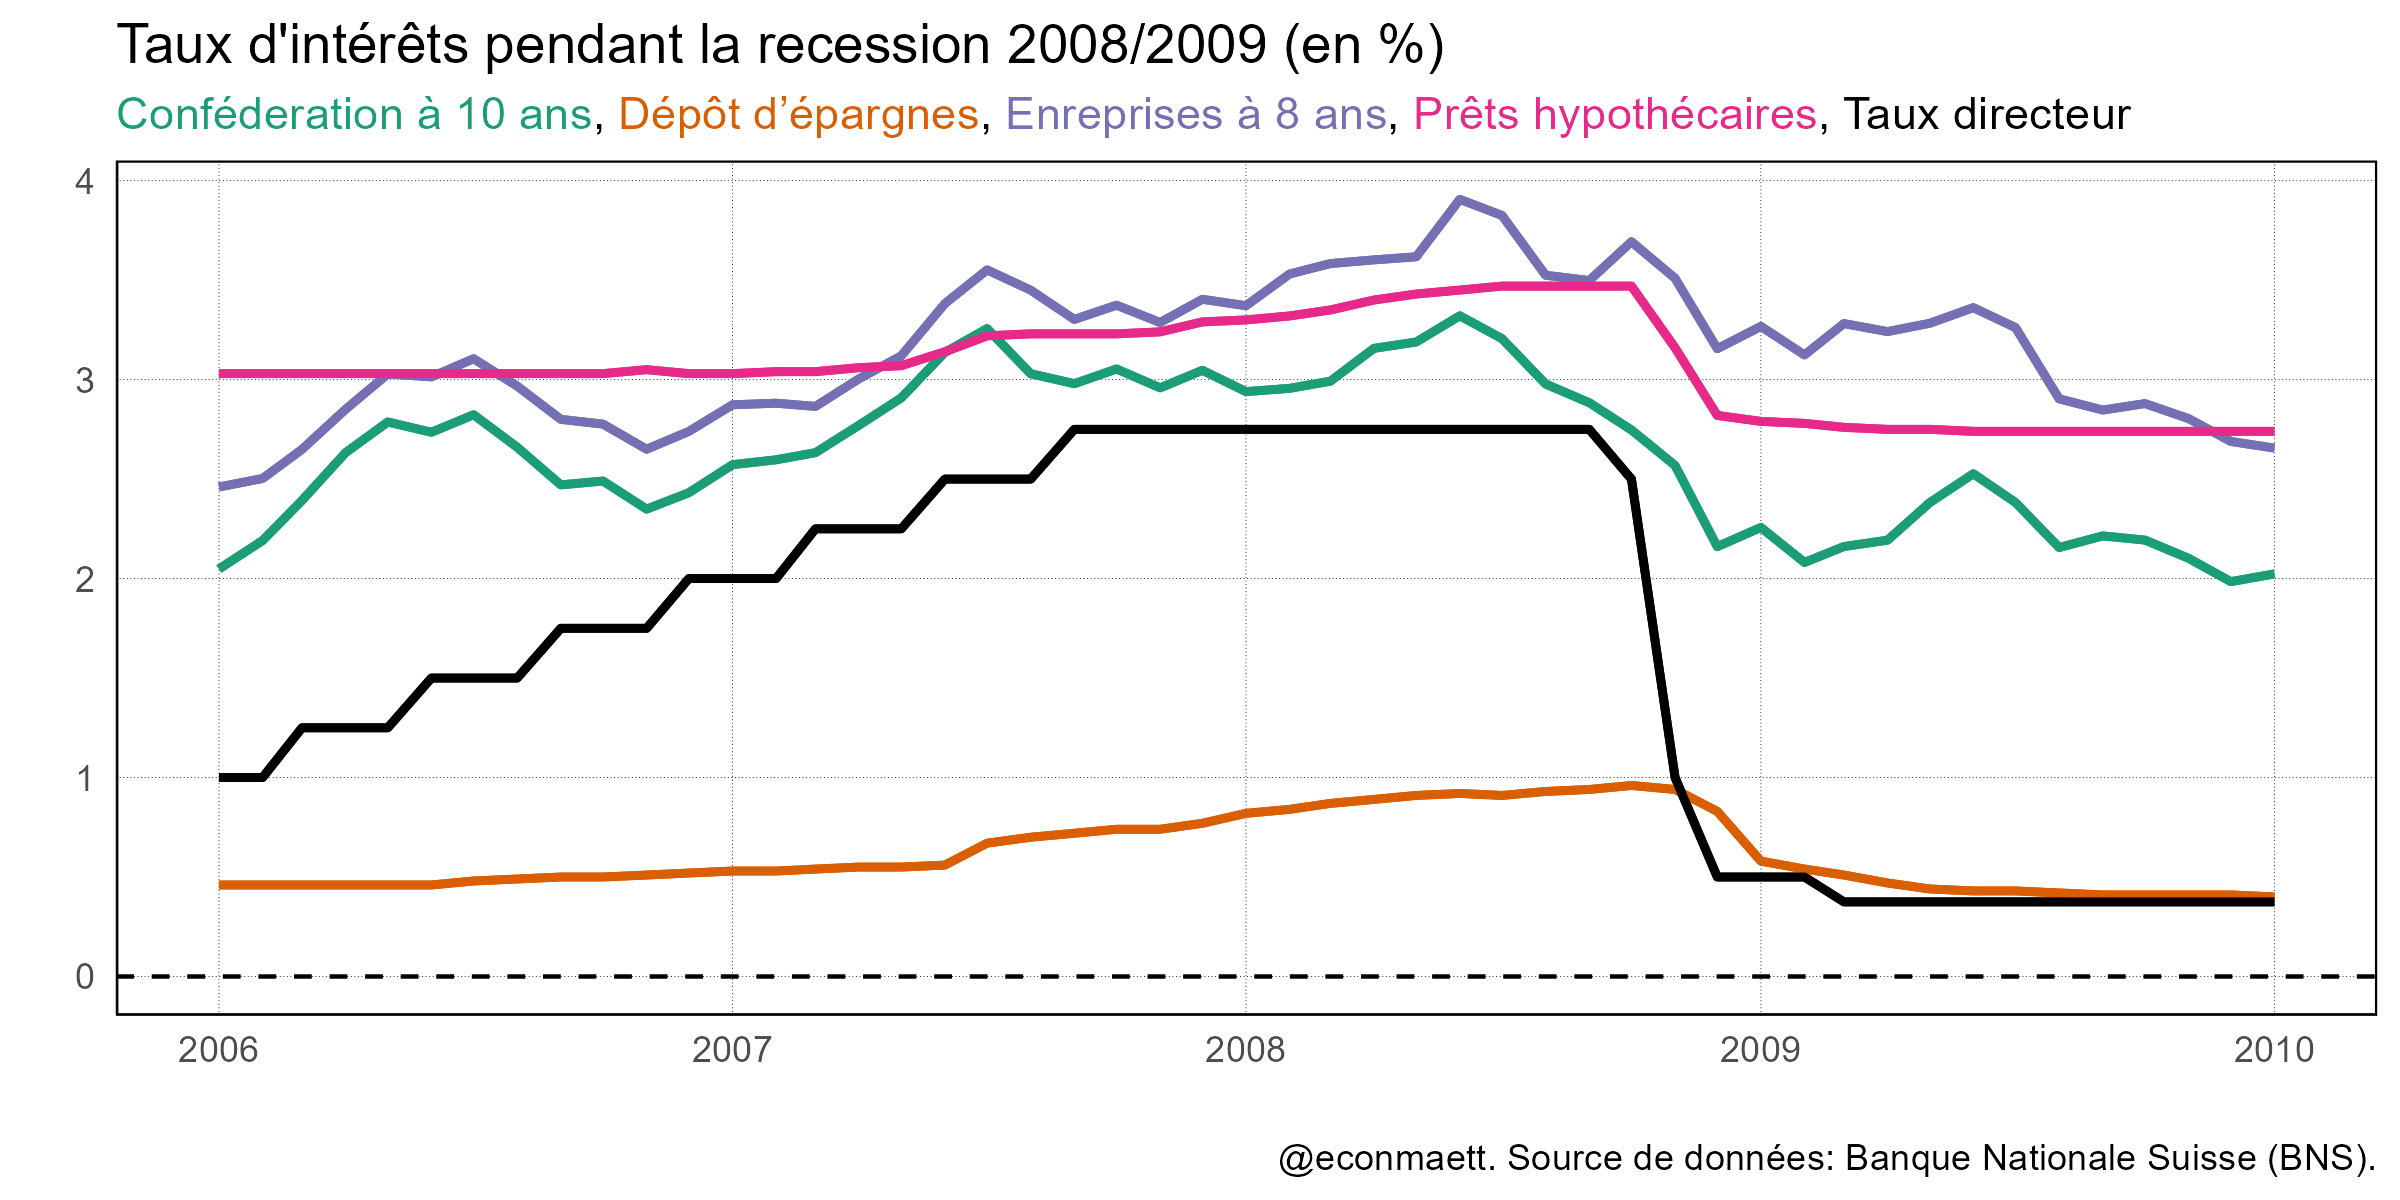 Taux d'intérêts pendant la recession 2008/2009 (en %)
Conféderation à 10 ans, Dépôt d’épargnes, Enreprises à 8 ans, Prêts hypothécaires, Taux directeur
4
3
2
1
0
2006 2007 2008 2009 2010
@econmaett. Source de données: Banque Nationale Suisse (BNS).